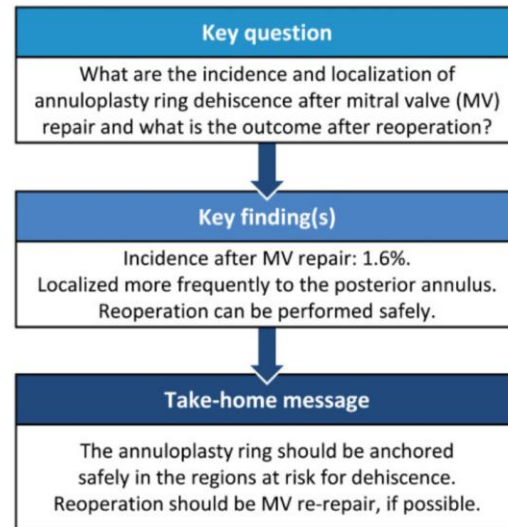 Key question
What are the incidence and localization of
annuloplasty ring dehiscence after mitral valve (MV)
repair and what is the outcome after reoperation?
Key finding(s)
Incidence after MV repair: 1.6%.
Localized more frequently to the posterior annulus.
Reoperation can be performed safely.
Take-home message
The annuloplasty ring should be anchored
safely in the regions at risk for dehiscence.
Reoperation should be MV re-repair, if possible.